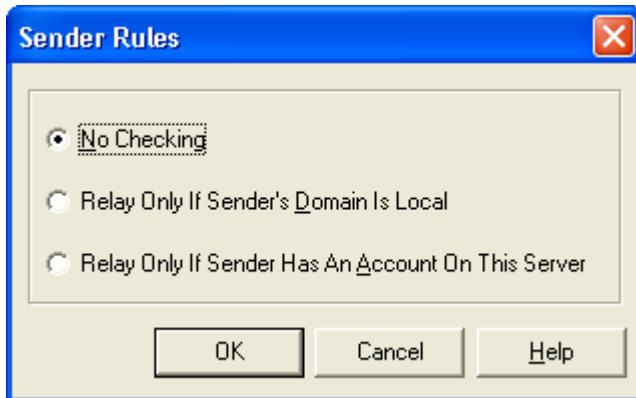 Sender Rules
No Checking
Relay Only If Sender's Domain Is Local
Relay Only If Sender Has An Account On This Server
OK Cancel Help